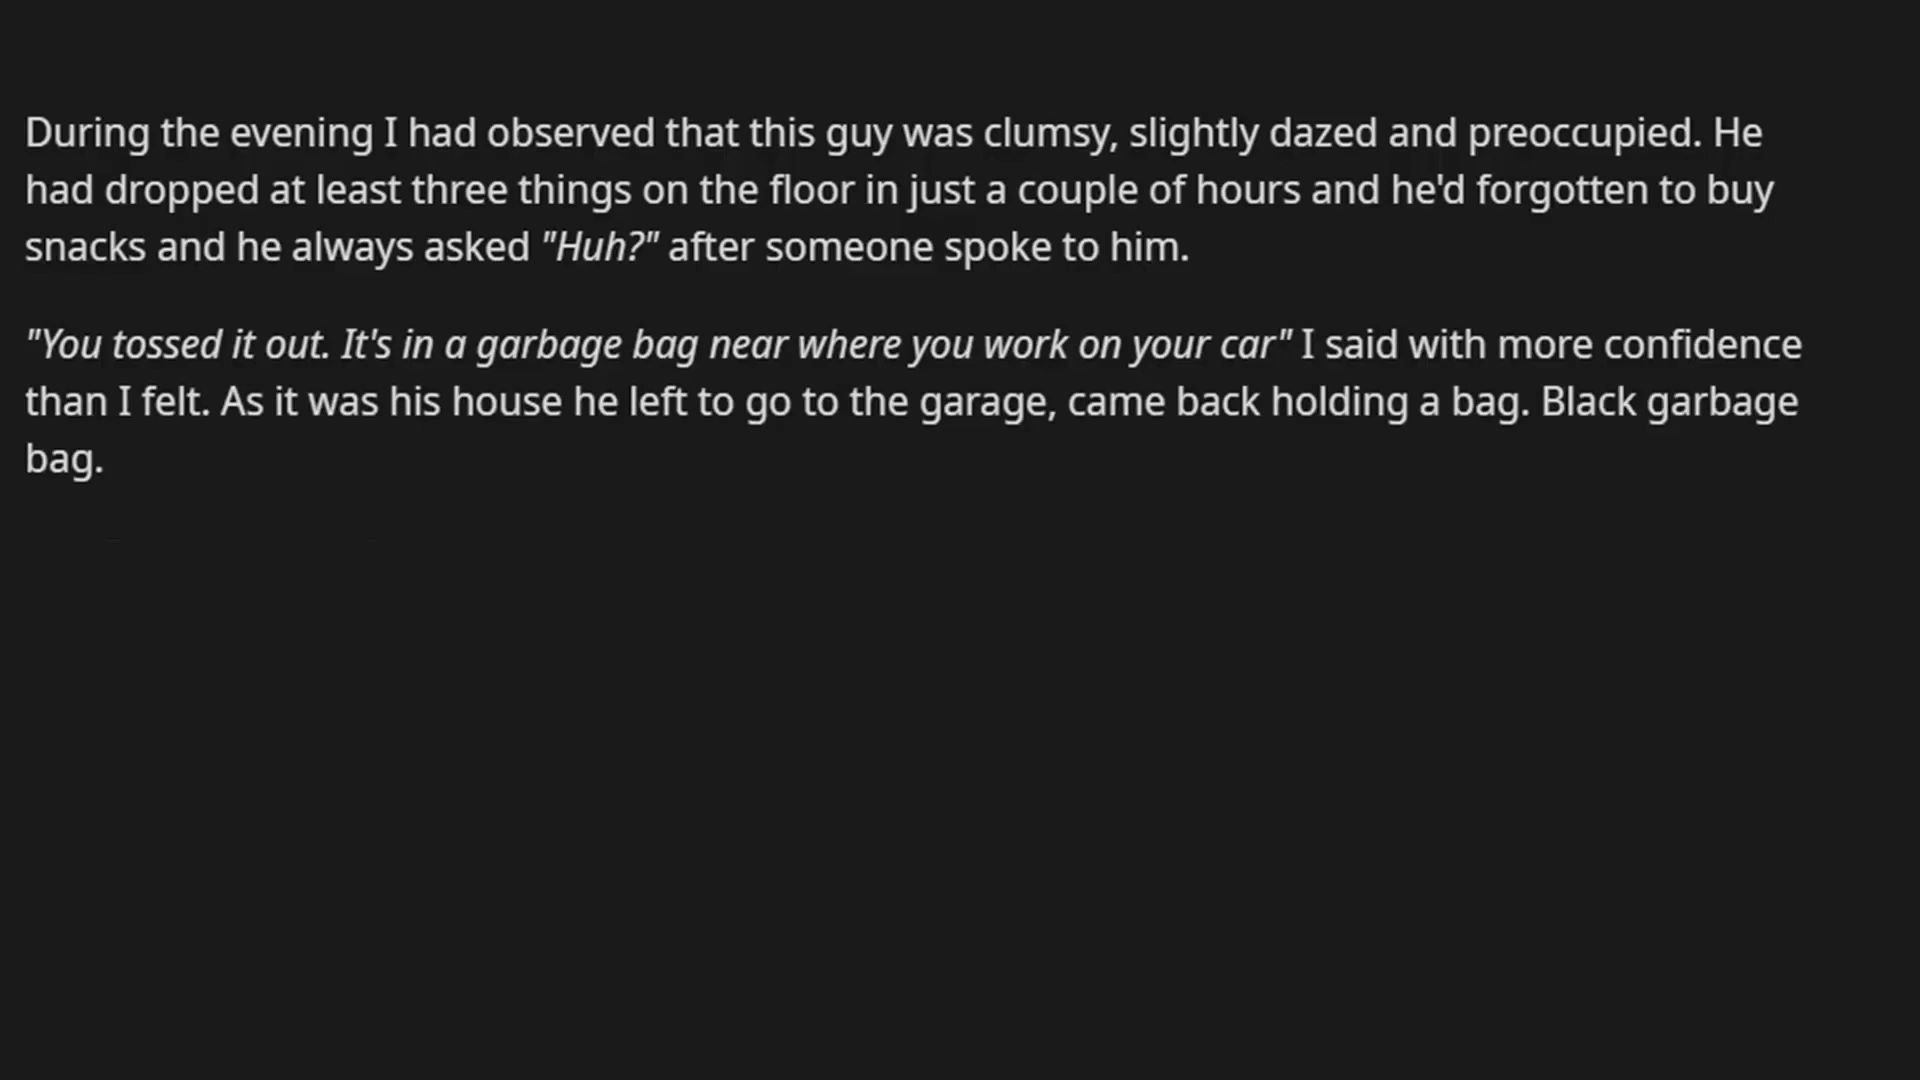 During the evening I had observed that this guy was clumsy, slightly dazed and preoccupied. He
had dropped at least three things on the floor in just a couple of hours and he'd forgotten to buy
snacks and he always asked "Huh?" after someone spoke to him.
"You tossed it out. It's in a garbage bag near where you work on your car" I said with more confidence
than I felt. As it was his house he left to go to the garage, came back holding a bag. Black garbage
bag.